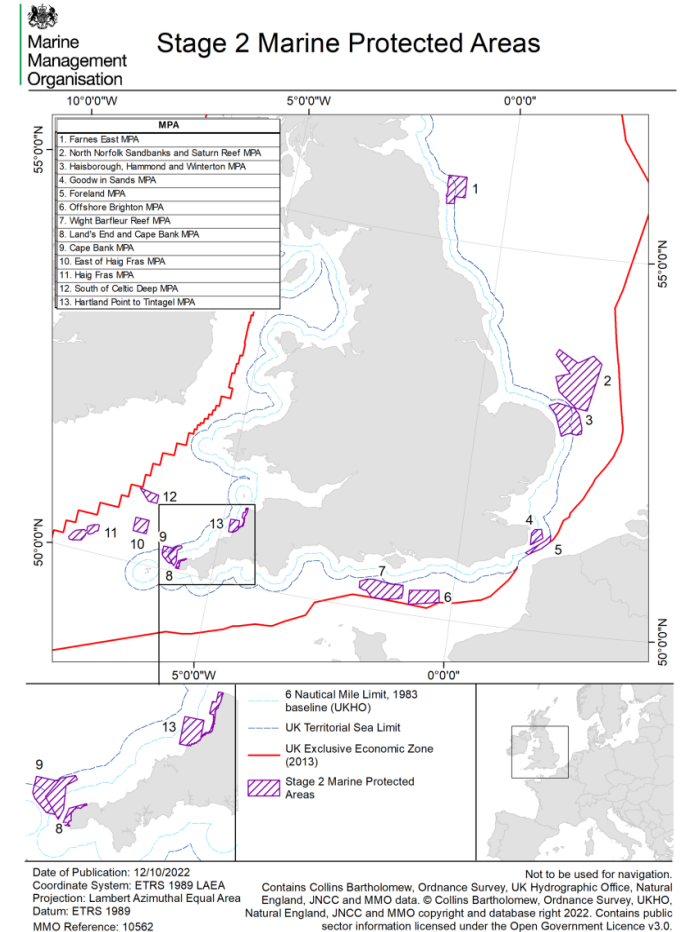 Marine
Management
Organisation
Stage 2 Marine Protected Areas
10°0'0"W
5°0'0"W
0°0'0"
55°0'0"N
55°0'0"N
MPA
1. Farnes East MPA
2. North Norfolk Sandbanks and Saturn Reef MPA
3. Haisborough, Hammond and Winterton MPA
4. Goodwin Sands MPA
5. Foreland MPA
6. Offshore Brighton MPA
7. Wight Barfleur Reef MPA
8. Land's End and Cape Bank MPA
9. Cape Bank MPA
10. East of Haig Fras MPA
11. Haig Fras MPA
12. South of Celtic Deep MPA
13. Hartland Point to Tintagel MPA
1
2
3
12
13
4
11
10
9
5
50°0'0"N
8
7
6
50°0'0"N
5°0'0"W
0°0'0"
13
9
8
6 Nautical Mile Limit, 1983
baseline (UKHO)
UK Territorial Sea Limit
UK Exclusive Economic Zone
(2013)
Stage 2 Marine Protected
Areas
Date of Publication: 12/10/2022
Coordinate System: ETRS 1989 LAEA
Projection: Lambert Azimuthal Equal Area
Datum: ETRS 1989
MMO Reference: 10562
Not to be used for navigation.
Contains Collins Bartholomew, Ordnance Survey, UK Hydrographic Office, Natural
England, JNCC and MMO data. © Collins Bartholomew, Ordnance Survey, UKHO,
Natural England, JNCC and MMO copyright and database right 2022. Contains public
sector information licensed under the Open Government Licence v3.0.